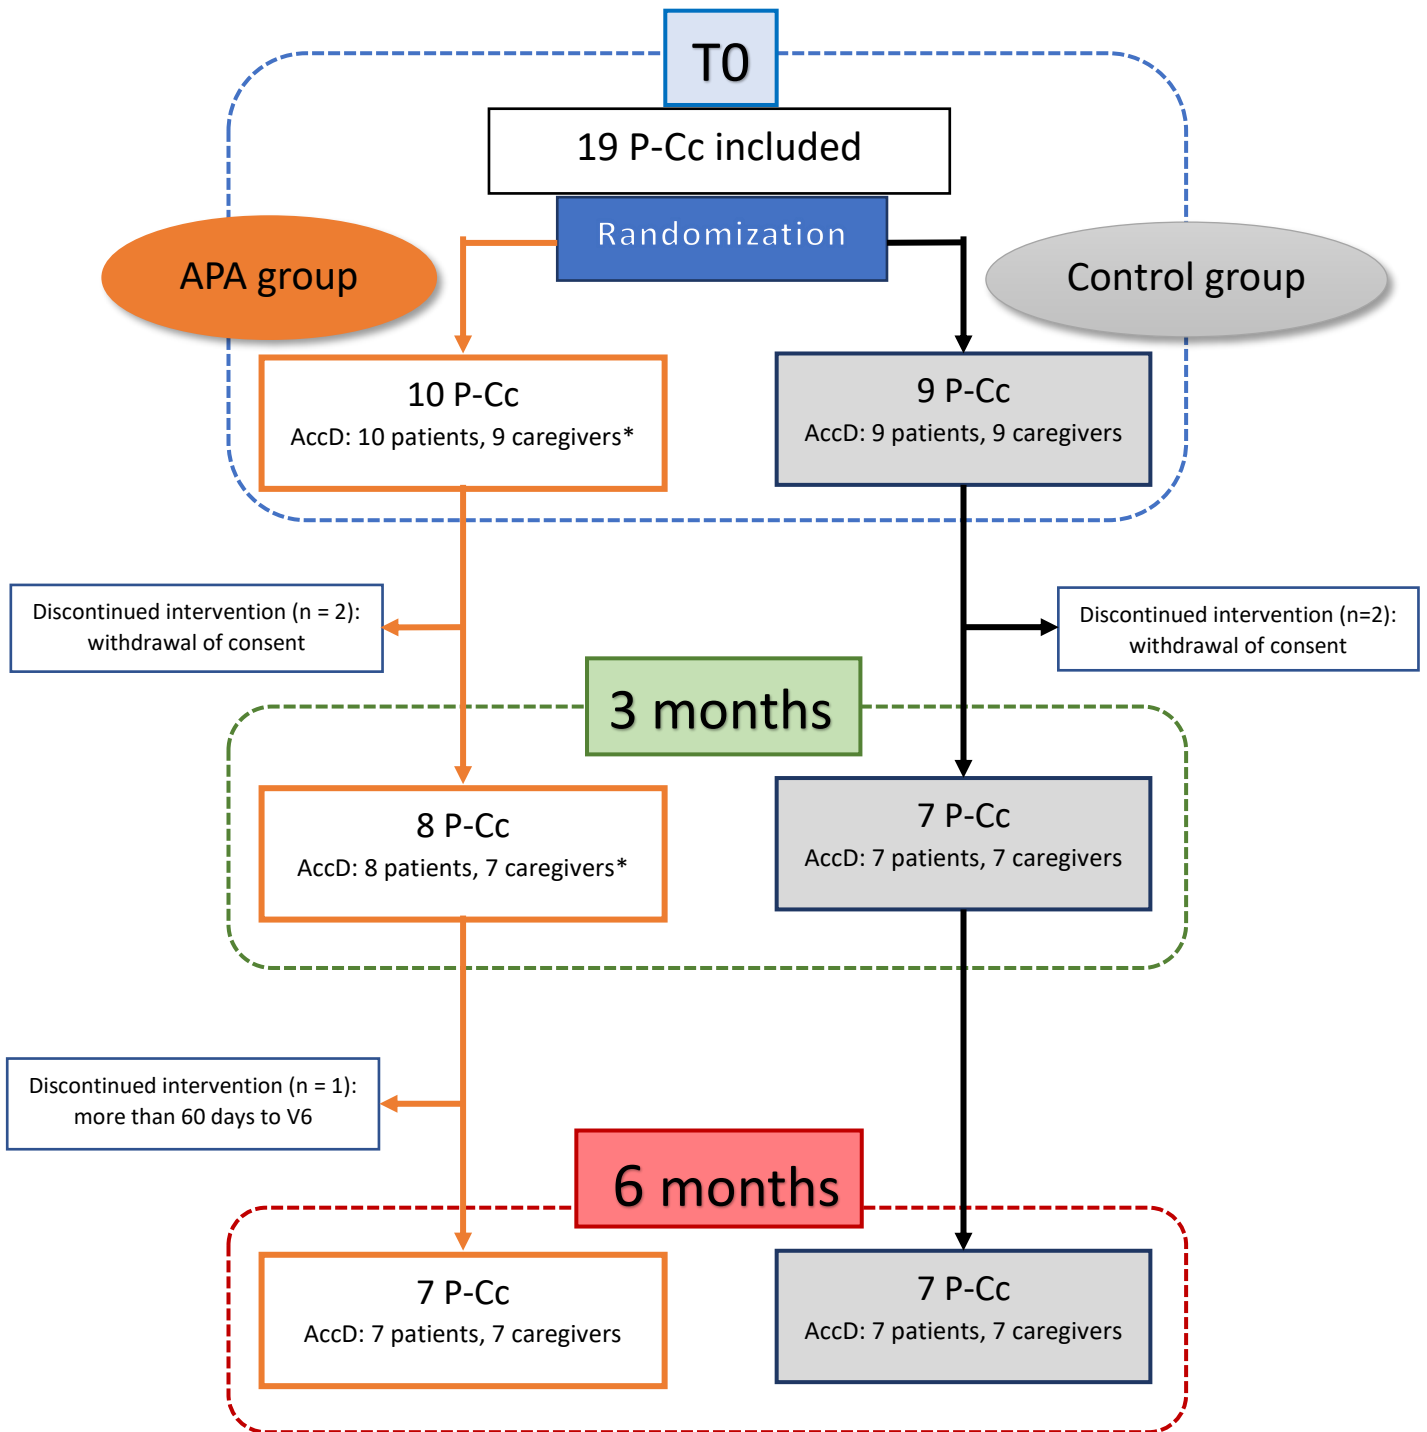 T0
19 P-Cc included
Randomization
APA group
Control group
10 P-Cc
AccD: 10 patients, 9 caregivers*
9 P-Cc
AccD: 9 patients, 9 caregivers
Discontinued intervention (n = 2):
withdrawal of consent
Discontinued intervention (n=2):
withdrawal of consent
3 months
8 P-Cc
AccD: 8 patients, 7 caregivers*
7 P-Cc
AccD: 7 patients, 7 caregivers
Discontinued intervention (n = 1):
more than 60 days to V6
6 months
7 P-Cc
AccD: 7 patients, 7 caregivers
7 P-Cc
AccD: 7 patients, 7 caregivers